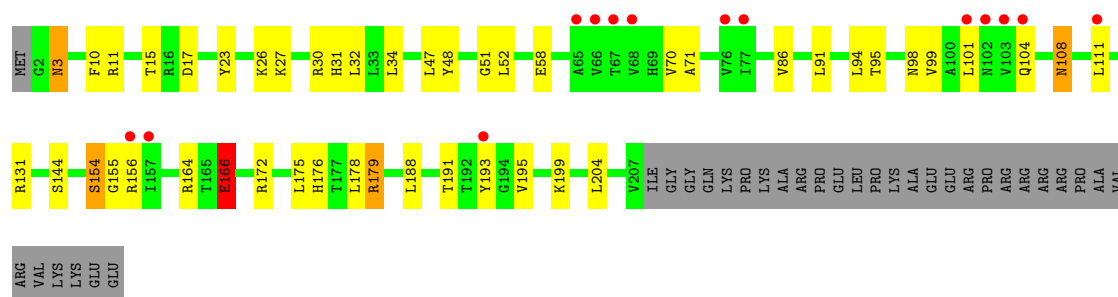 MET G2 N3 F10 R11 T15 R16 D17 Y23 K26 K27 R30 H31 L32 L33 L34 L47 Y48 G51 L52 E58 A65 V66 T67 V68 H69 V70 A71 V76 I77 V86 L91 L94 T95 N98 V99 A100 L101 N102 V103 Q104 N108 L111
R131 S144 S154 G155 R156 I157 R164 T165 E166 R172 L175 H176 T177 L178 R179 L188 T191 T192 Y193 G194 V195 K199 L204 V207 ILE GLY GLY GLN LYS PRO LYS ALA ARG PRO GLU LEU PRO LYS ALA GLU GLU ARG PRO ARG ARG ARG ARG PRO ALA VAL
ARG VAL LYS LYS GLU GLU